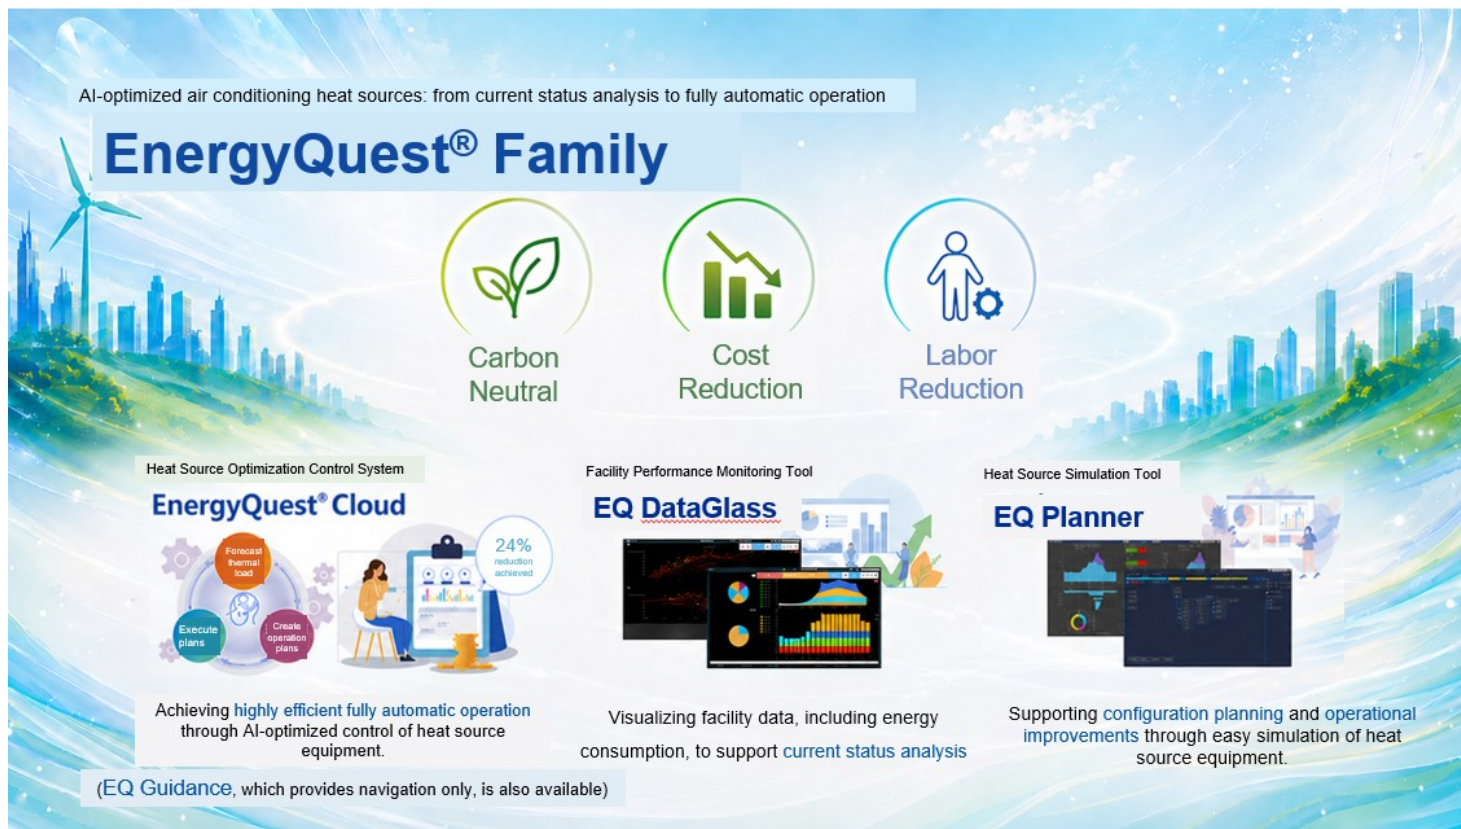 AI-optimized air conditioning heat sources: from current status analysis to fully automatic operation
EnergyQuest® Family
Carbon
Neutral
Cost
Reduction
Labor
Reduction
Heat Source Optimization Control System
EnergyQuest® Cloud
Forecast
thermal
load
Execute
plans
Create
operation
plans
24%
reduction
achieved
Achieving highly efficient fully automatic operation
through AI-optimized control of heat source
equipment.
(EQ Guidance, which provides navigation only, is also available)
Facility Performance Monitoring Tool
EQ DataGlass
Visualizing facility data, including energy
consumption, to support current status analysis
Heat Source Simulation Tool
EQ Planner
Supporting configuration planning and operational
improvements through easy simulation of heat
source equipment.